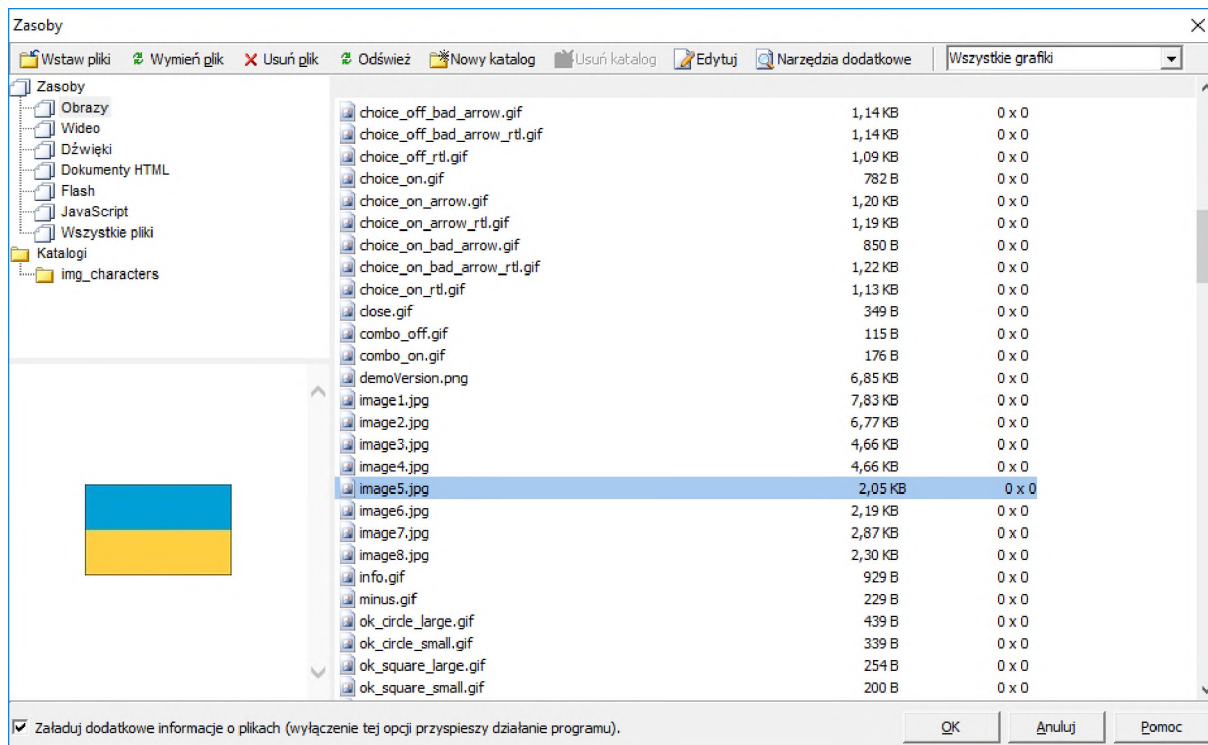 Zasoby
Wstaw pliki Wymień plik Usuń plik Odśwież Nowy katalog Usuń katalog Edytuj Narzędzia dodatkowe Wszystkie grafiki
Zasoby
Obrazy
Wideo
Dźwięki
Dokumenty HTML
Flash
JavaScript
Wszystkie pliki
Katalogi
img_characters
choice_off_bad_arrow.gif 1,14 KB 0 x 0
choice_off_bad_arrow_rtl.gif 1,14 KB 0 x 0
choice_off_rtl.gif 1,09 KB 0 x 0
choice_on.gif 782 B 0 x 0
choice_on_arrow.gif 1,20 KB 0 x 0
choice_on_arrow_rtl.gif 1,19 KB 0 x 0
choice_on_bad_arrow.gif 850 B 0 x 0
choice_on_bad_arrow_rtl.gif 1,22 KB 0 x 0
choice_on_rtl.gif 1,13 KB 0 x 0
close.gif 349 B 0 x 0
combo_off.gif 115 B 0 x 0
combo_on.gif 176 B 0 x 0
demoVersion.png 6,85 KB 0 x 0
image1.jpg 7,83 KB 0 x 0
image2.jpg 6,77 KB 0 x 0
image3.jpg 4,66 KB 0 x 0
image4.jpg 4,66 KB 0 x 0
image5.jpg 2,05 KB 0 x 0
image6.jpg 2,19 KB 0 x 0
image7.jpg 2,87 KB 0 x 0
image8.jpg 2,30 KB 0 x 0
info.gif 929 B 0 x 0
minus.gif 229 B 0 x 0
ok_circle_large.gif 439 B 0 x 0
ok_circle_small.gif 339 B 0 x 0
ok_square_large.gif 254 B 0 x 0
ok_square_small.gif 200 B 0 x 0
Załaduj dodatkowe informacje o plikach (wyłączenie tej opcji przyspieszy działanie programu).
OK Anuluj Pomoc